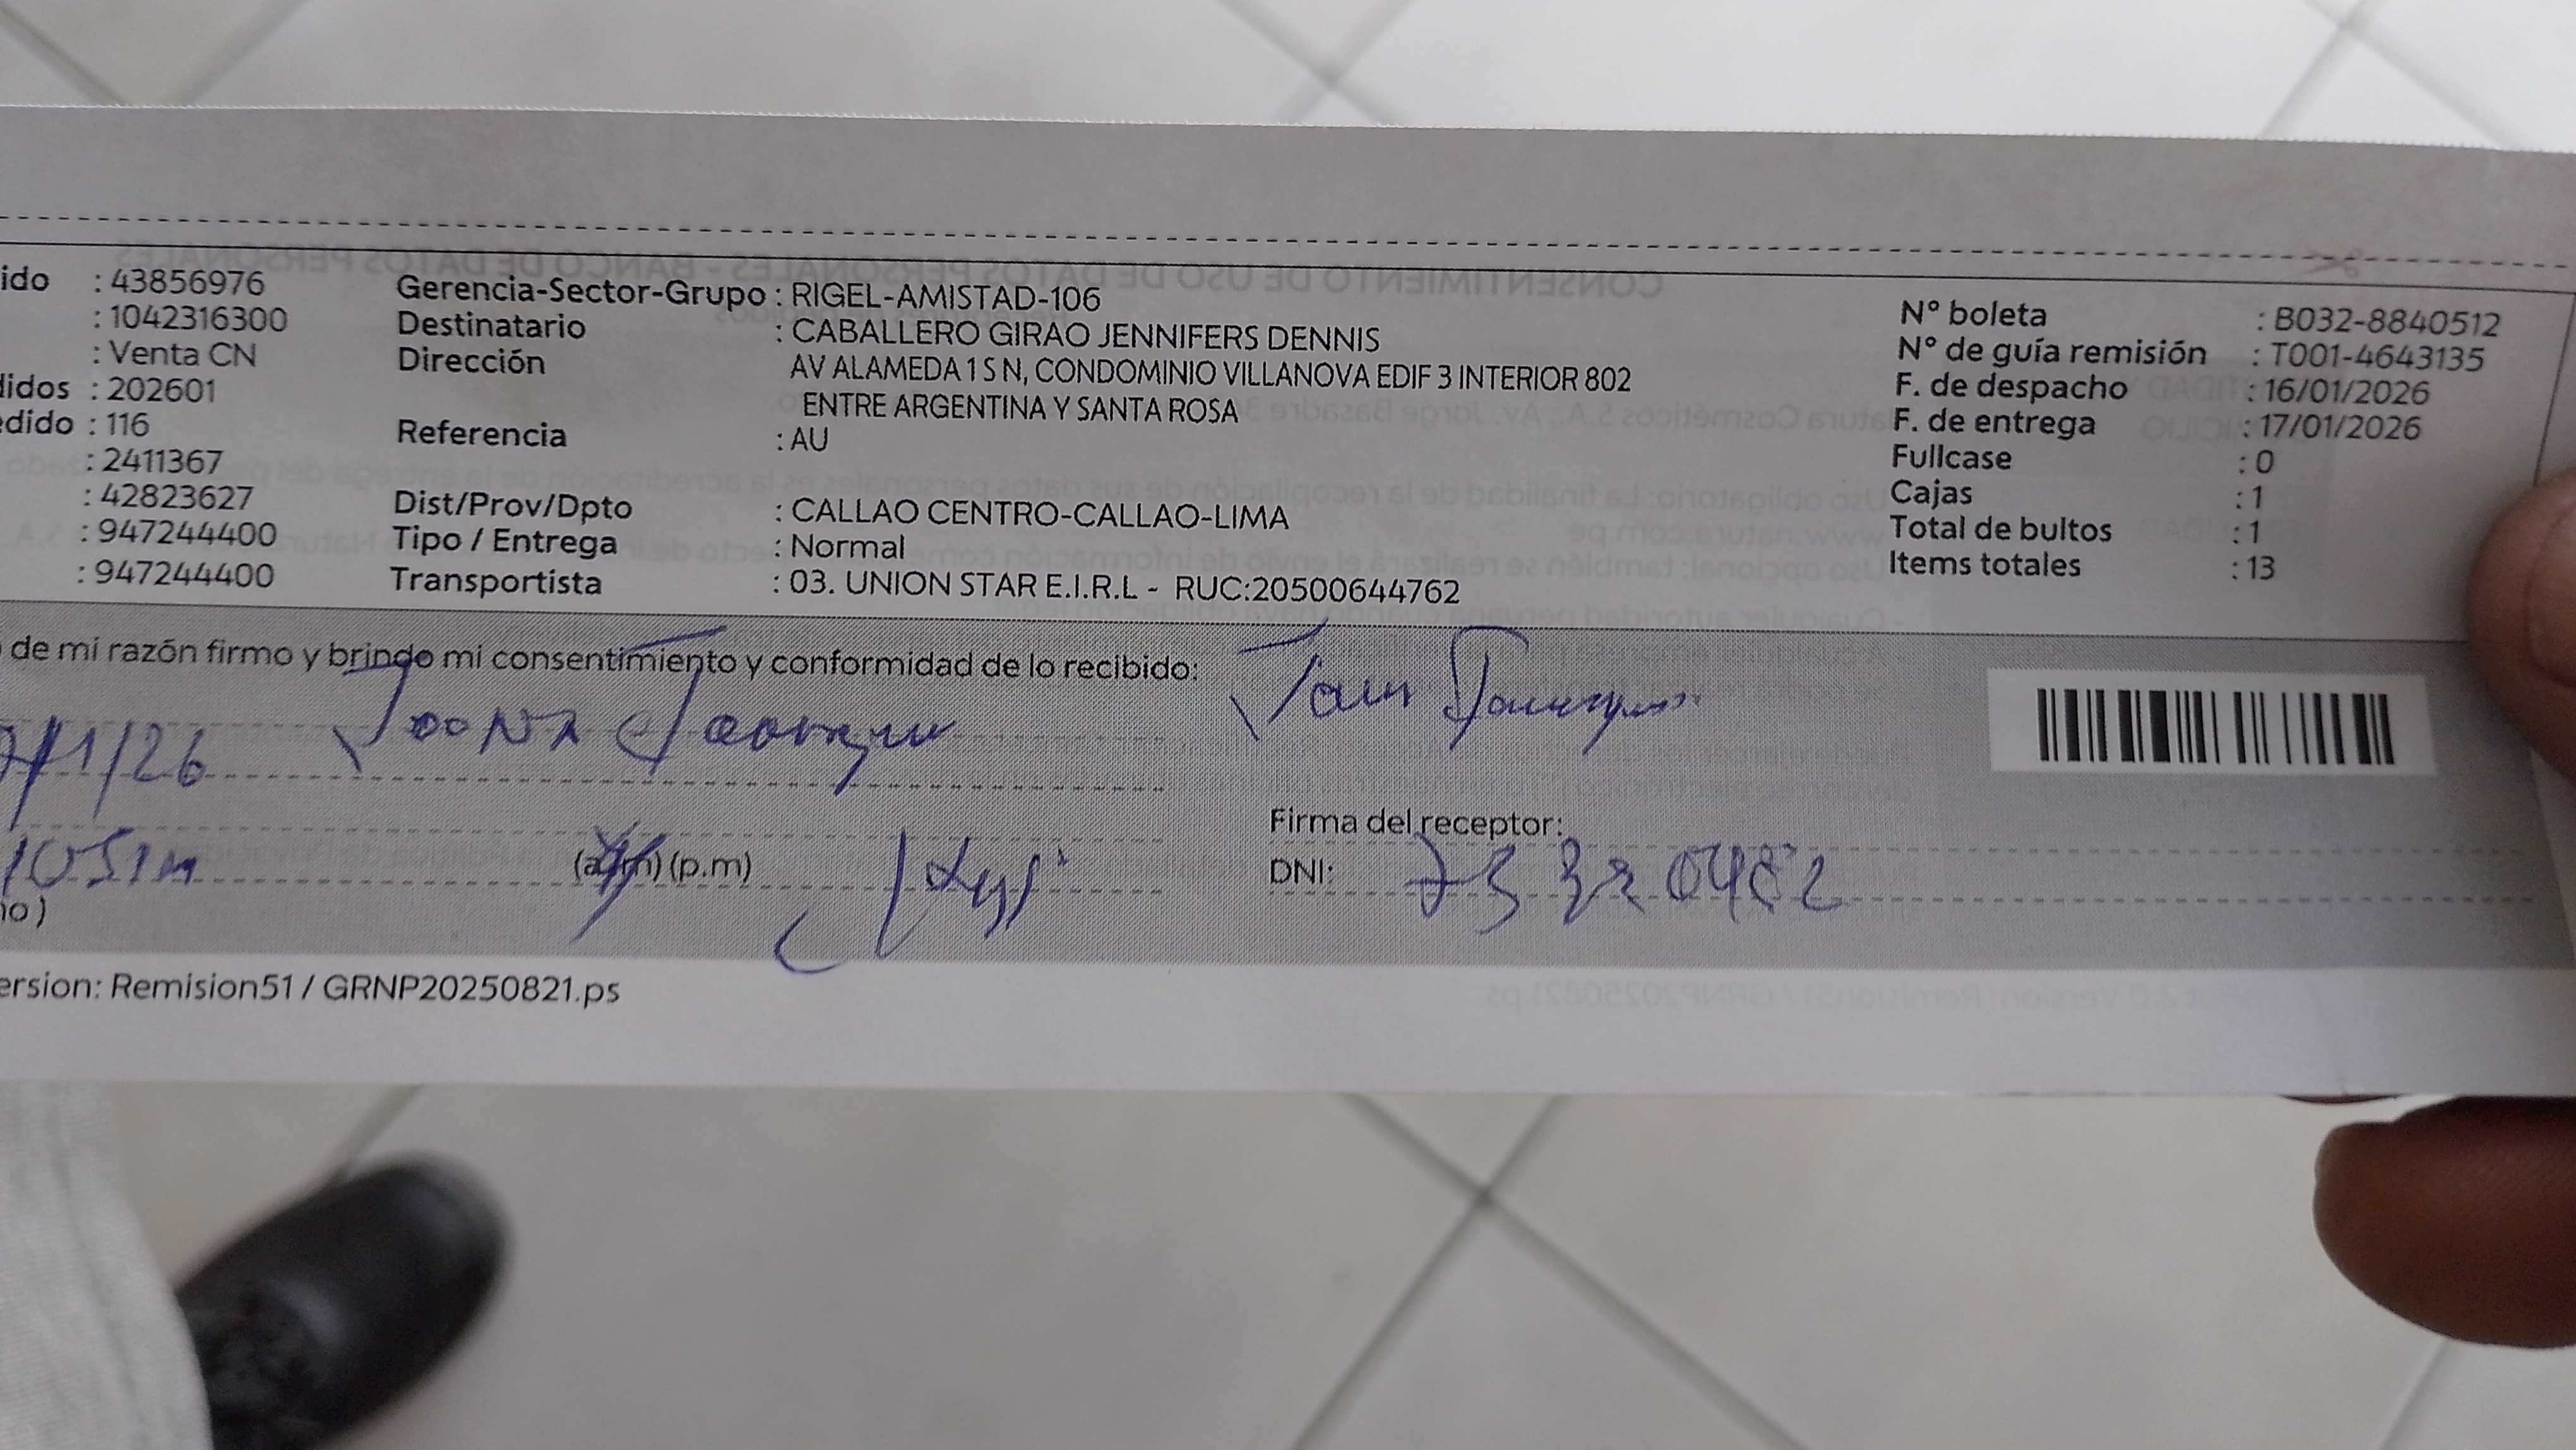 ido : 43856976
: 1042316300
: Venta CN
didos : 202601
edido : 116
: 2411367
: 42823627
: 947244400
: 947244400
Gerencia-Sector-Grupo : RIGEL-AMISTAD-106
Destinatario : CABALLERO GIRAO JENNIFERS DENNIS
Dirección AV ALAMEDA 1 S N, CONDOMINIO VILLANOVA EDIF 3 INTERIOR 802
ENTRE ARGENTINA Y SANTA ROSA
Referencia : AU
Dist/Prov/Dpto : CALLAO CENTRO-CALLAO-LIMA
Tipo / Entrega : Normal
Transportista : 03. UNION STAR E.I.R.L - RUC:20500644762
N° boleta : B032-8840512
N° de guía remisión : T001-4643135
F. de despacho : 16/01/2026
F. de entrega : 17/01/2026
Fullcase : 0
Cajas : 1
Total de bultos : 1
Items totales : 13
de mi razón firmo y brindo mi consentimiento y conformidad de lo recibido:
/1/26
Firma del receptor:
(a.m) (p.m)
DNI:
no)
ersion: Remision51 / GRNP20250821.ps